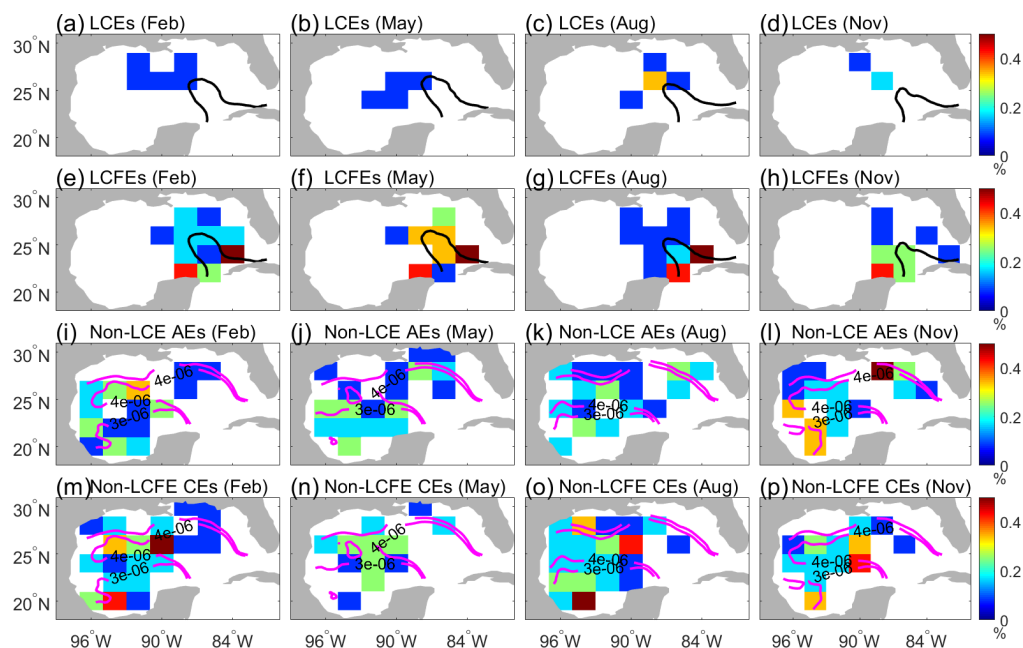 (a) LCEs (Feb) (b) LCEs (May) (c) LCEs (Aug) (d) LCEs (Nov)
30°N
25°N
20°N
0.4
0.2
0
%
(e) LCFEs (Feb) (f) LCFEs (May) (g) LCFEs (Aug) (h) LCFEs (Nov)
30°N
25°N
20°N
0.4
0.2
0
%
(i) Non-LCE AEs (Feb) (j) Non-LCE AEs (May) (k) Non-LCE AEs (Aug) (l) Non-LCE AEs (Nov)
30°N
25°N
20°N
4e-06 4e-06 3e-06
4e-06 3e-06
4e-06 3e-06
4e-06 4e-06 3e-06
0.4
0.2
0
%
(m) Non-LCFE CEs (Feb) (n) Non-LCFE CEs (May) (o) Non-LCFE CEs (Aug) (p) Non-LCFE CEs (Nov)
30°N
25°N
20°N
4e-06 4e-06 3e-06
4e-06 3e-06
4e-06 3e-06
4e-06 4e-06 3e-06
0.4
0.2
0
%
96°W 90°W 84°W 96°W 90°W 84°W 96°W 90°W 84°W 96°W 90°W 84°W